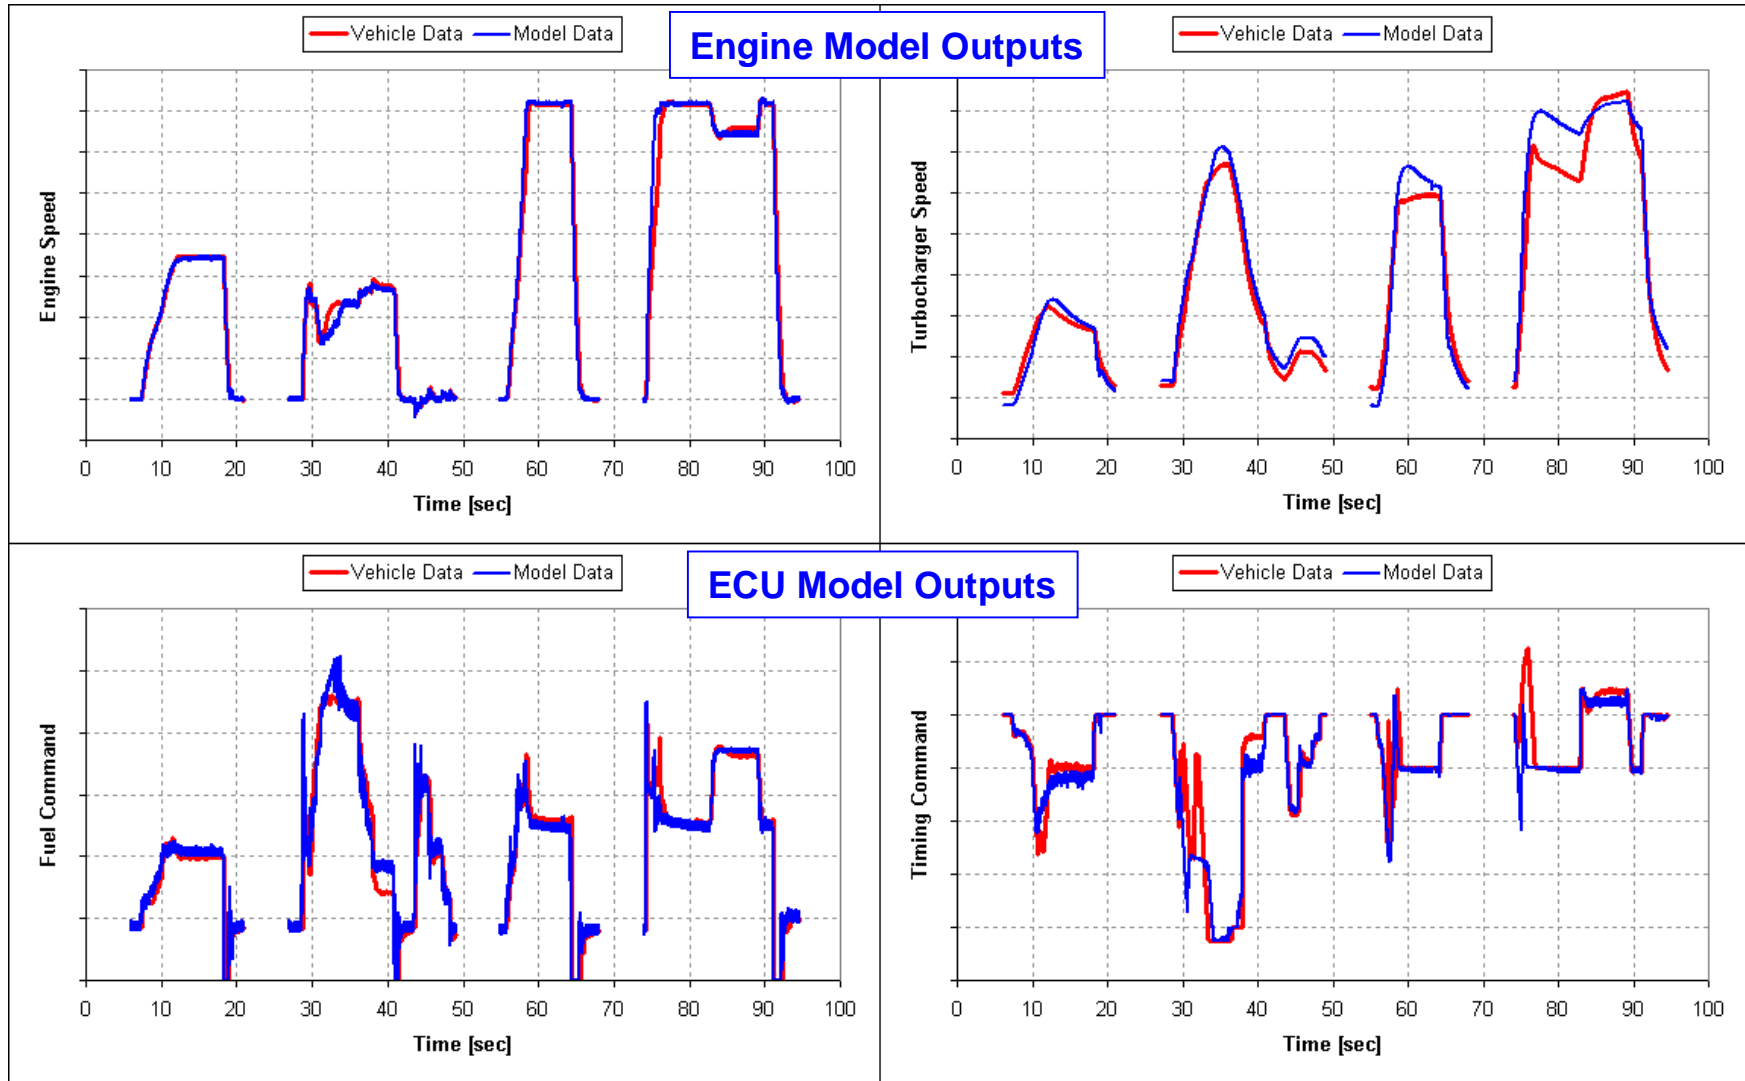 Engine Model Outputs
Vehicle Data Model Data
Engine Speed
0 10 20 30 40 50 60 70 80 90 100
Time [sec]
Vehicle Data Model Data
Turbocharger Speed
0 10 20 30 40 50 60 70 80 90 100
Time [sec]
ECU Model Outputs
Vehicle Data Model Data
Fuel Command
0 10 20 30 40 50 60 70 80 90 100
Time [sec]
Vehicle Data Model Data
Timing Command
0 10 20 30 40 50 60 70 80 90 100
Time [sec]